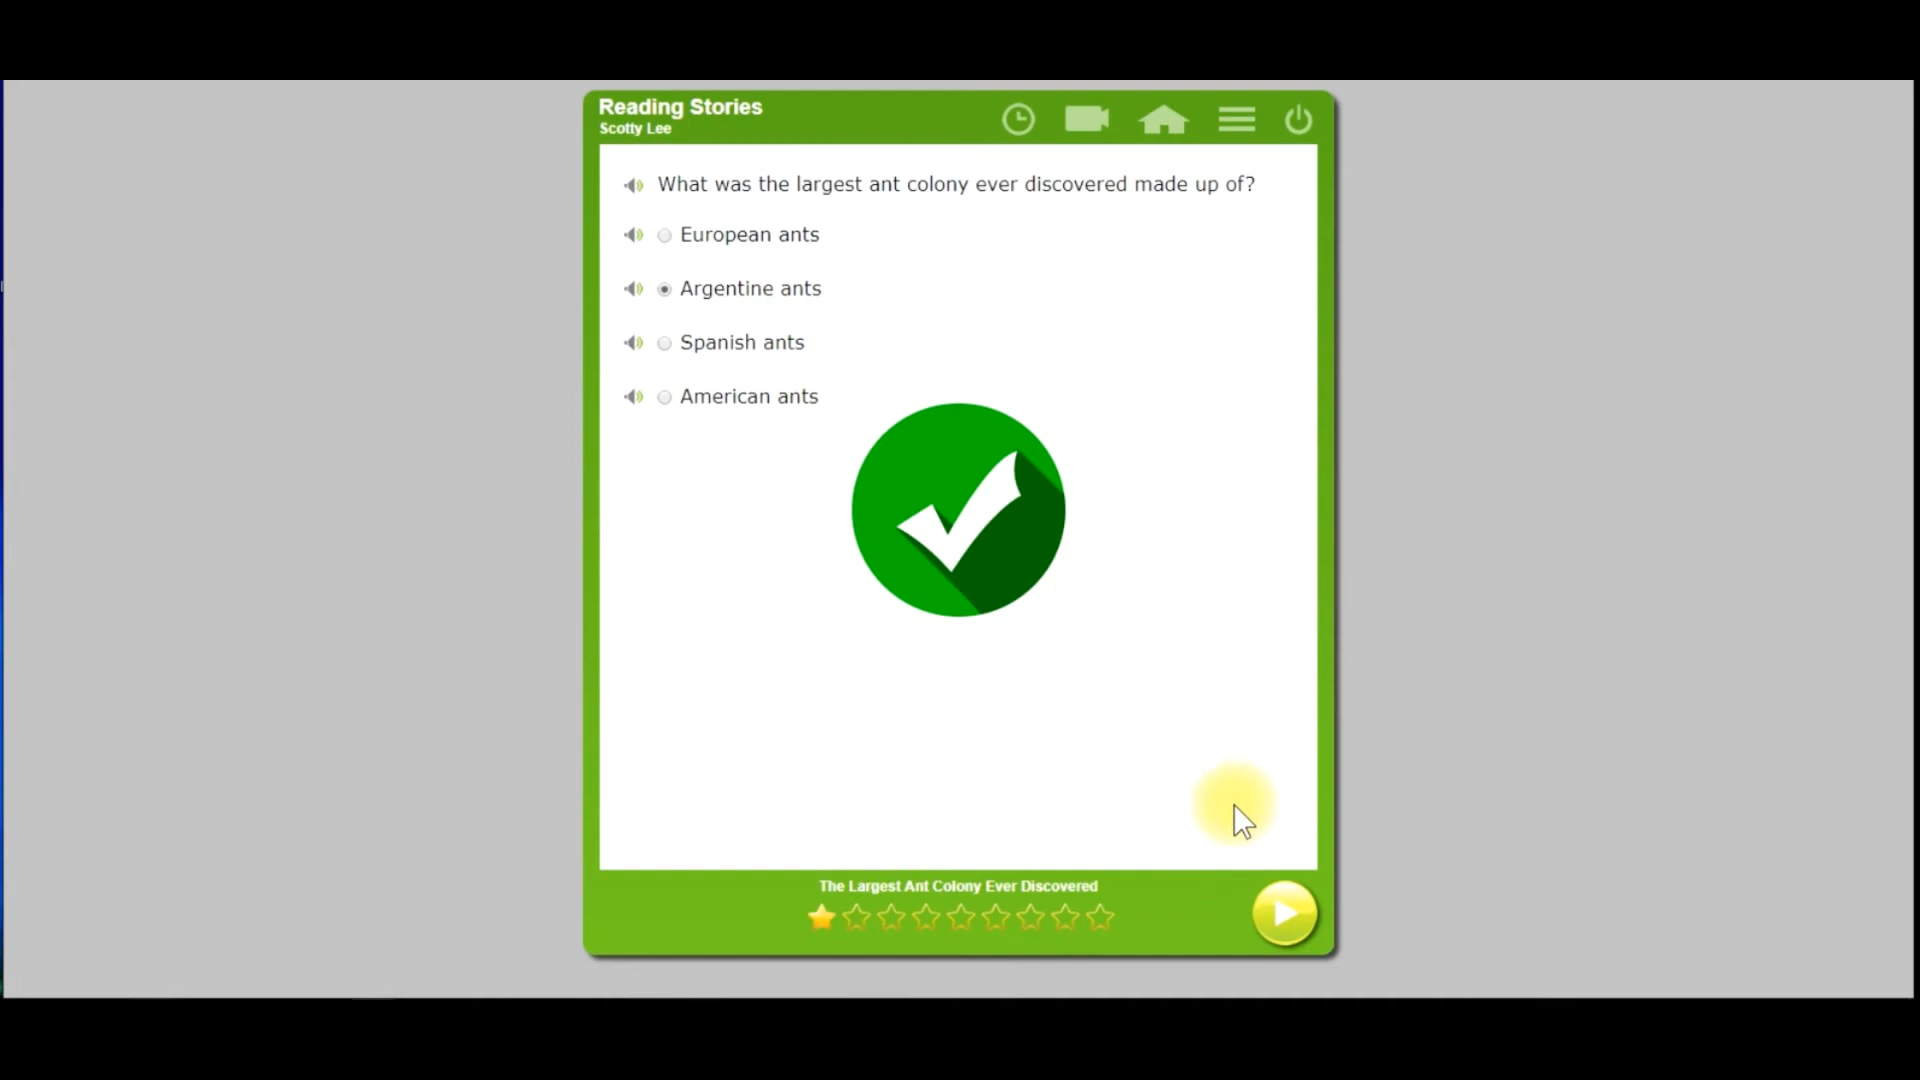 Reading Stories
Scotty Lee
What was the largest ant colony ever discovered made up of?
European ants
Argentine ants
Spanish ants
American ants
The Largest Ant Colony Ever Discovered